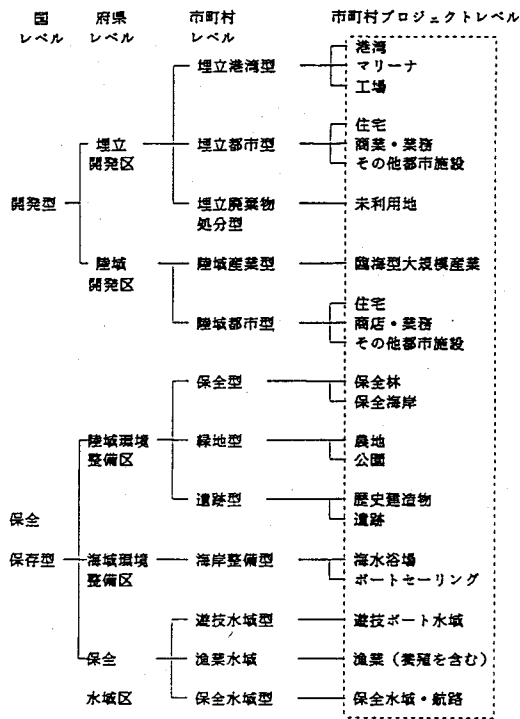 国 府県 市町村 市町村プロジェクトレベル
レベル レベル レベル
港湾
埋立港湾型 マリーナ
工場
住宅
埋立 埋立都市型 商業・業務
開発区 その他都市施設
開発型 埋立廃棄物 未利用地
処分型
陸域 陸域産業型 臨海型大規模産業
開発区
住宅
陸域都市型 商店・業務
その他都市施設
保全型 保全林
保全海岸
陸域環境 緑地型 農地
整備区 公園
遺跡型 歴史建造物
遺跡
保全
保存型 海域環境 海岸整備型 海水浴場
整備区 ボートセーリング
遊技水域型 遊技ボート水域
保全 漁業水域 漁業（養殖を含む）
水域区 保全水域型 保全水域・航路